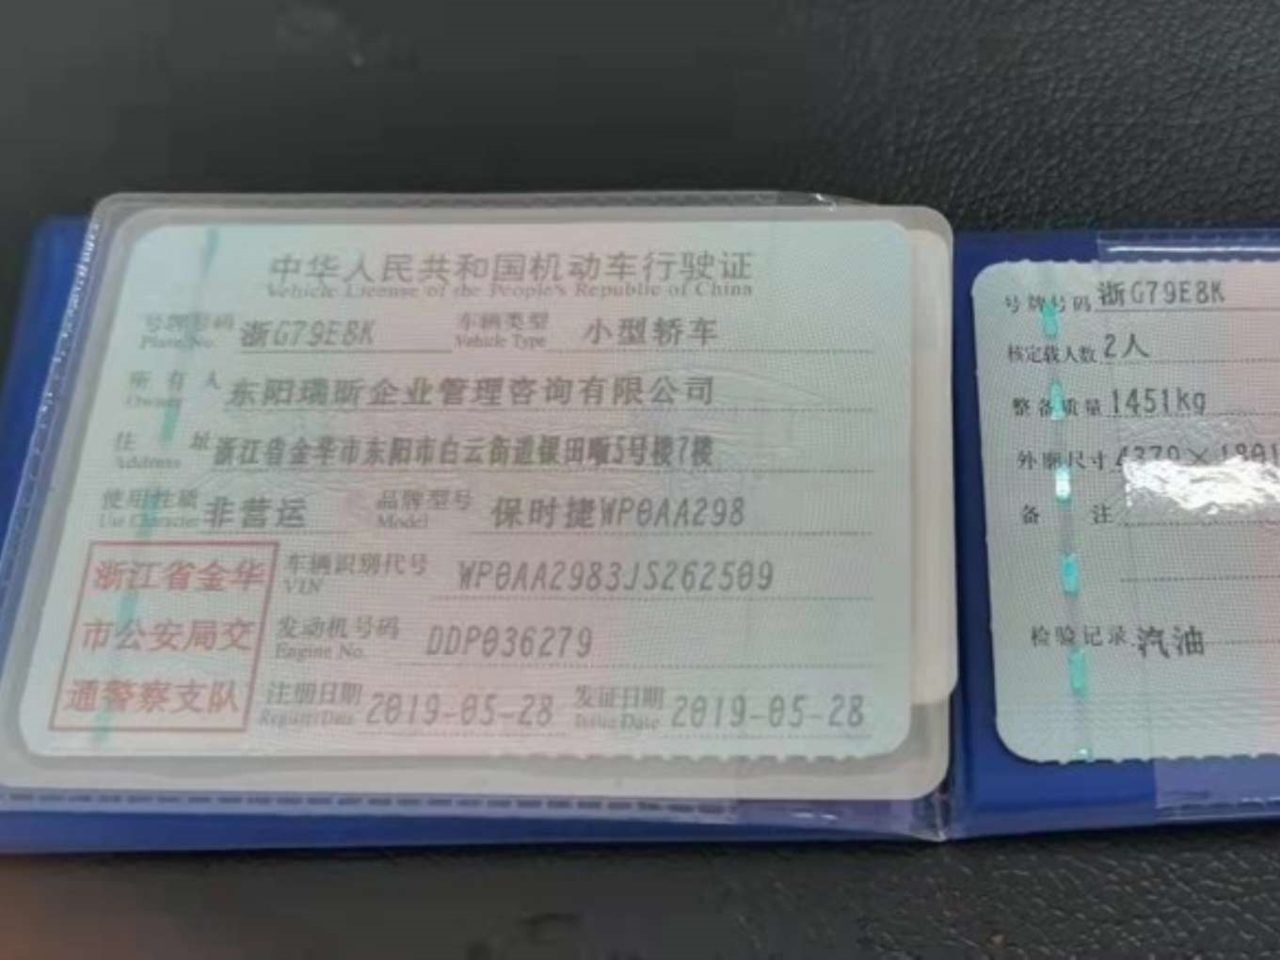 中华人民共和国机动车行驶证
Vehicle License of the People's Republic of China
号牌号码 浙G79E8K 车辆类型 小型轿车
Plate No. Vehicle Type
所有人 东阳瑞昕企业管理咨询有限公司
Owner
住址 浙江省金华市东阳市白云街道银田 5号楼7楼
Address
使用性质 非营运 品牌型号 保时捷WP0AA298
Use Character Model
浙江省金华
市公安局交
通警察支队
车辆识别代号 WP0AA2983JS262509
VIN
发动机号码 DDP036279
Engine No.
注册日期 2019-05-28 发证日期 2019-05-28
Register Date Issue Date
号牌号码 浙G79E8K
核定载人数 2人
整备质量 1451kg
外廓尺寸 4379×1801
备注
检验记录 汽油